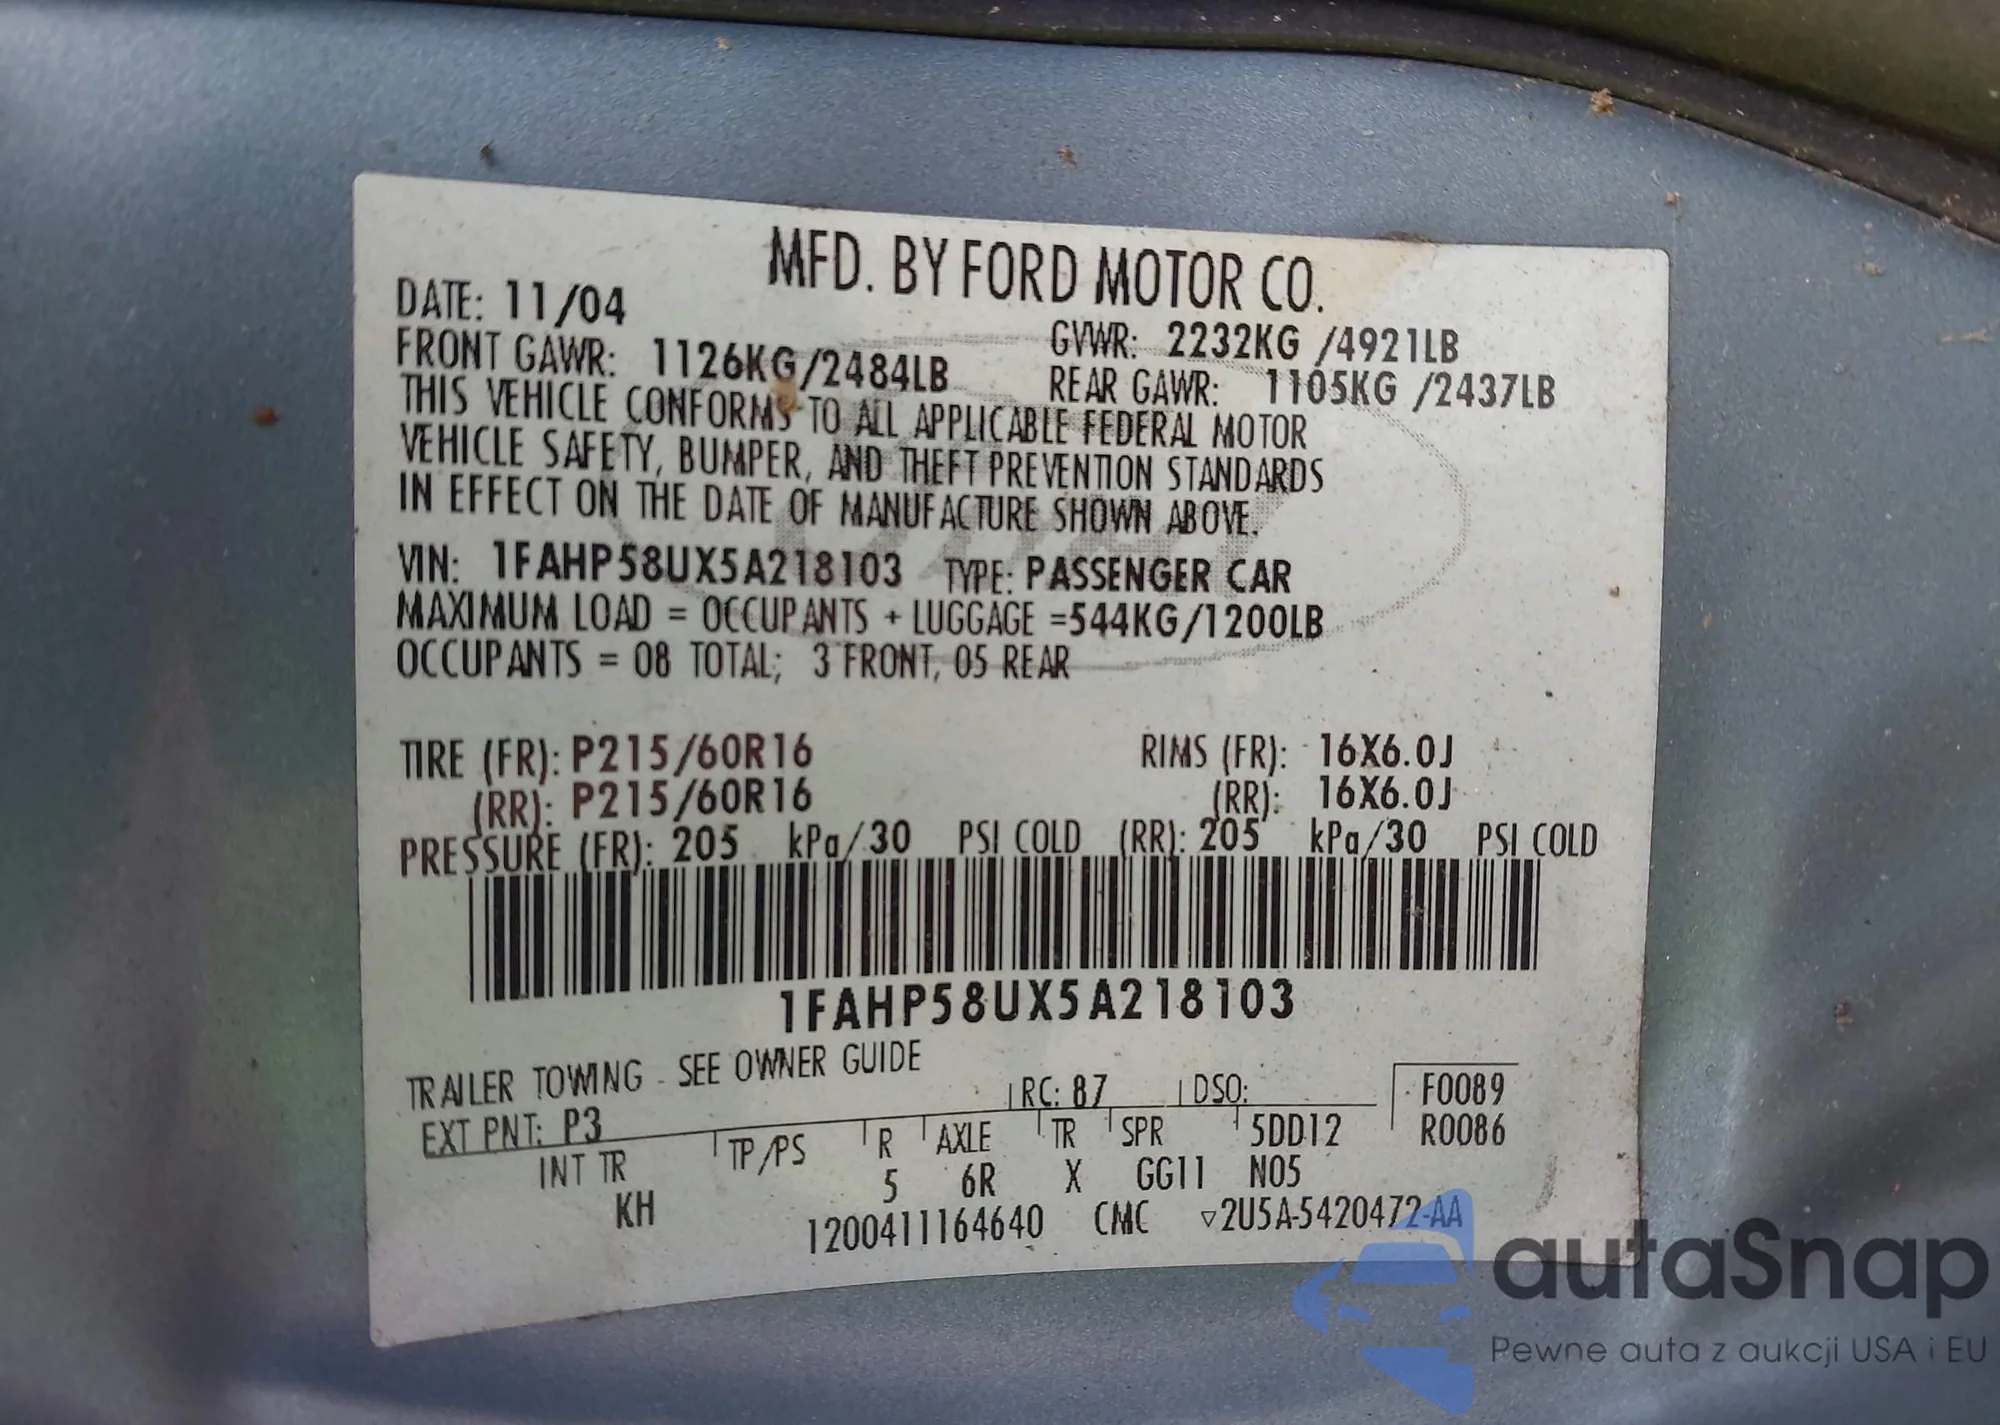 MFD. BY FORD MOTOR CO.
DATE: 11/04
GVWR: 2232KG /4921LB
FRONT GAWR: 1126KG/2484LB
REAR GAWR: 1105KG /2437LB
THIS VEHICLE CONFORMS TO ALL APPLICABLE FEDERAL MOTOR
VEHICLE SAFETY, BUMPER, AND THEFT PREVENTION STANDARDS
IN EFFECT ON THE DATE OF MANUFACTURE SHOWN ABOVE.
VIN: 1FAHP58UX5A218103 TYPE: PASSENGER CAR
MAXIMUM LOAD = OCCUPANTS + LUGGAGE =544KG/1200LB
OCCUPANTS = 08 TOTAL; 3 FRONT, 05 REAR
TIRE (FR): P215/60R16 RIMS (FR): 16X6.0J
(RR): P215/60R16 (RR): 16X6.0J
PRESSURE (FR): 205 kPa/30 PSI COLD (RR): 205 kPa/30 PSI COLD
1FAHP58UX5A218103
TRAILER TOWING - SEE OWNER GUIDE
EXT PNT: P3 RC: 87 DSO: F0089
INT TR TP/PS R AXLE TR SPR 5DD12 R0086
KH 5 6R X GG11 N05
1200411164640 CMC ▽2U5A-5420472-AA
autaSnap
Pewne auta z aukcji USA i EU